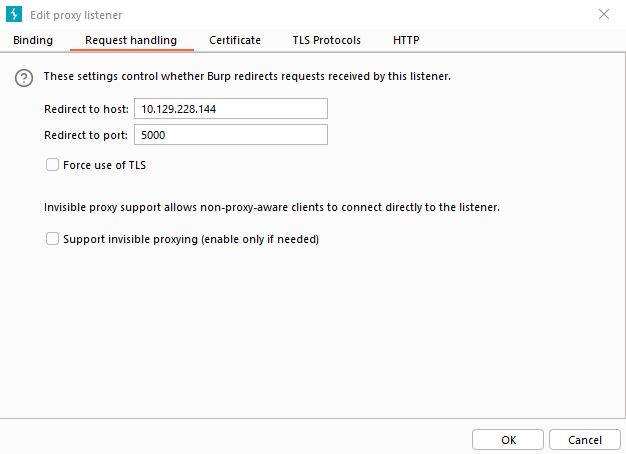 Edit proxy listener
Binding Request handling Certificate TLS Protocols HTTP
? These settings control whether Burp redirects requests received by this listener.
Redirect to host: 10.129.228.144
Redirect to port: 5000
Force use of TLS
Invisible proxy support allows non-proxy-aware clients to connect directly to the listener.
Support invisible proxying (enable only if needed)
OK Cancel